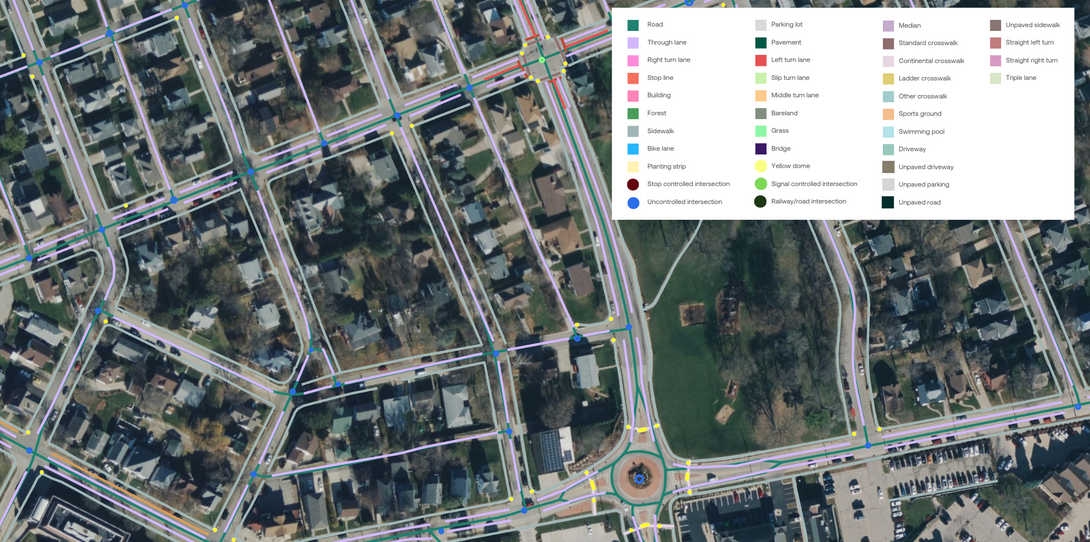 Road
Through lane
Right turn lane
Stop line
Building
Forest
Sidewalk
Bike lane
Planting strip
Stop controlled intersection
Uncontrolled intersection
Parking lot
Pavement
Left turn lane
Slip turn lane
Middle turn lane
Bareland
Grass
Bridge
Yellow dome
Signal controlled intersection
Railway/road intersection
Median
Standard crosswalk
Continental crosswalk
Ladder crosswalk
Other crosswalk
Sports ground
Swimming pool
Driveway
Unpaved driveway
Unpaved parking
Unpaved road
Unpaved sidewalk
Straight left turn
Straight right turn
Triple lane